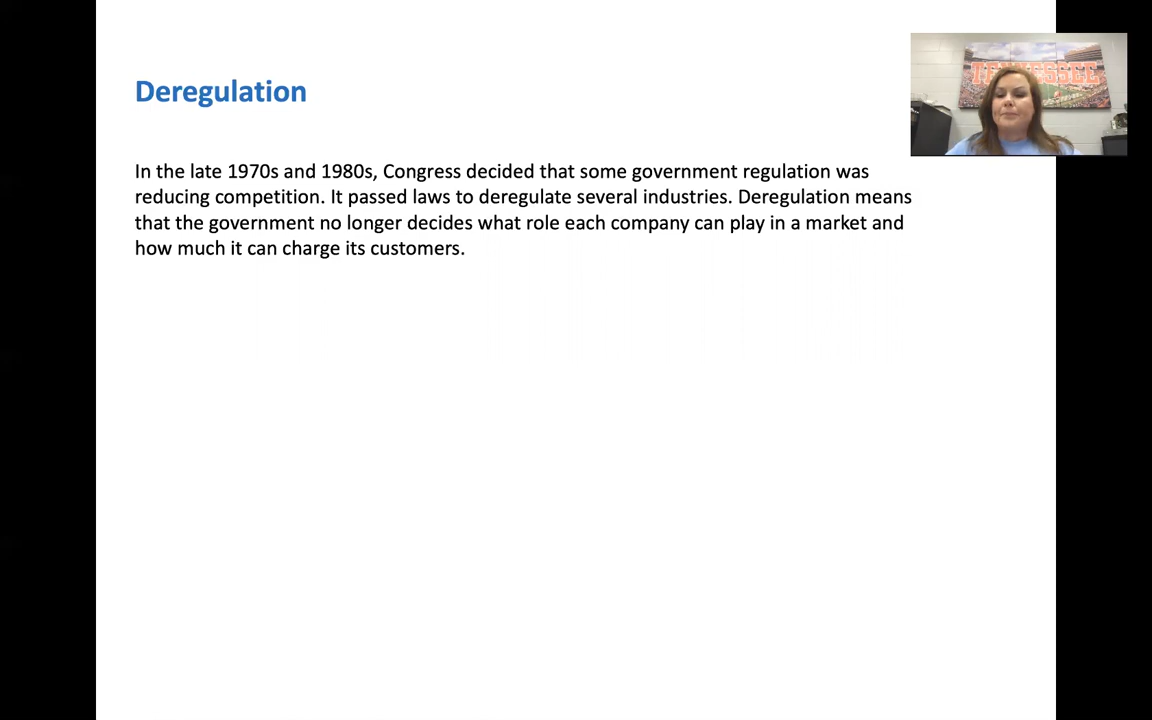 Deregulation
TENNESSEE
In the late 1970s and 1980s, Congress decided that some government regulation was
reducing competition. It passed laws to deregulate several industries. Deregulation means
that the government no longer decides what role each company can play in a market and
how much it can charge its customers.